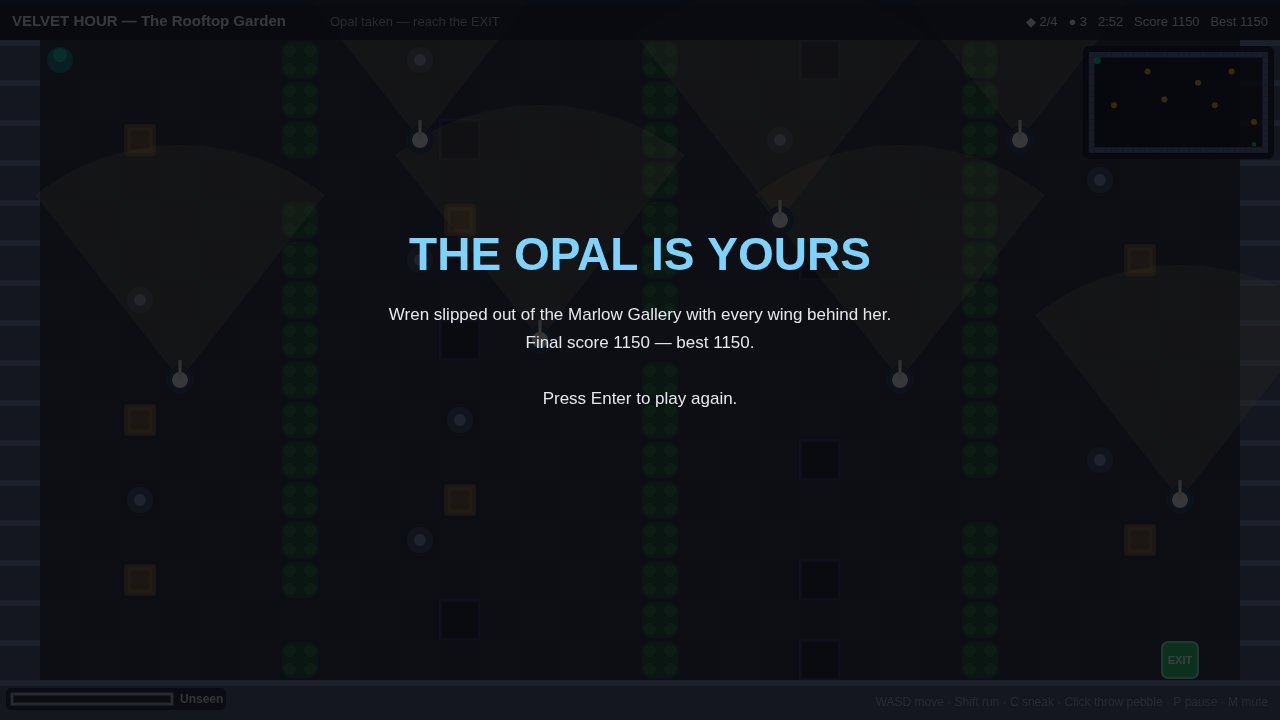 VELVET HOUR — The Rooftop Garden
Opal taken — reach the EXIT
◆ 2/4 ● 3 2:52 Score 1150 Best 1150
THE OPAL IS YOURS
Wren slipped out of the Marlow Gallery with every wing behind her.
Final score 1150 — best 1150.
Press Enter to play again.
EXIT
Unseen
WASD move · Shift run · C sneak · Click throw pebble · P pause · M mute